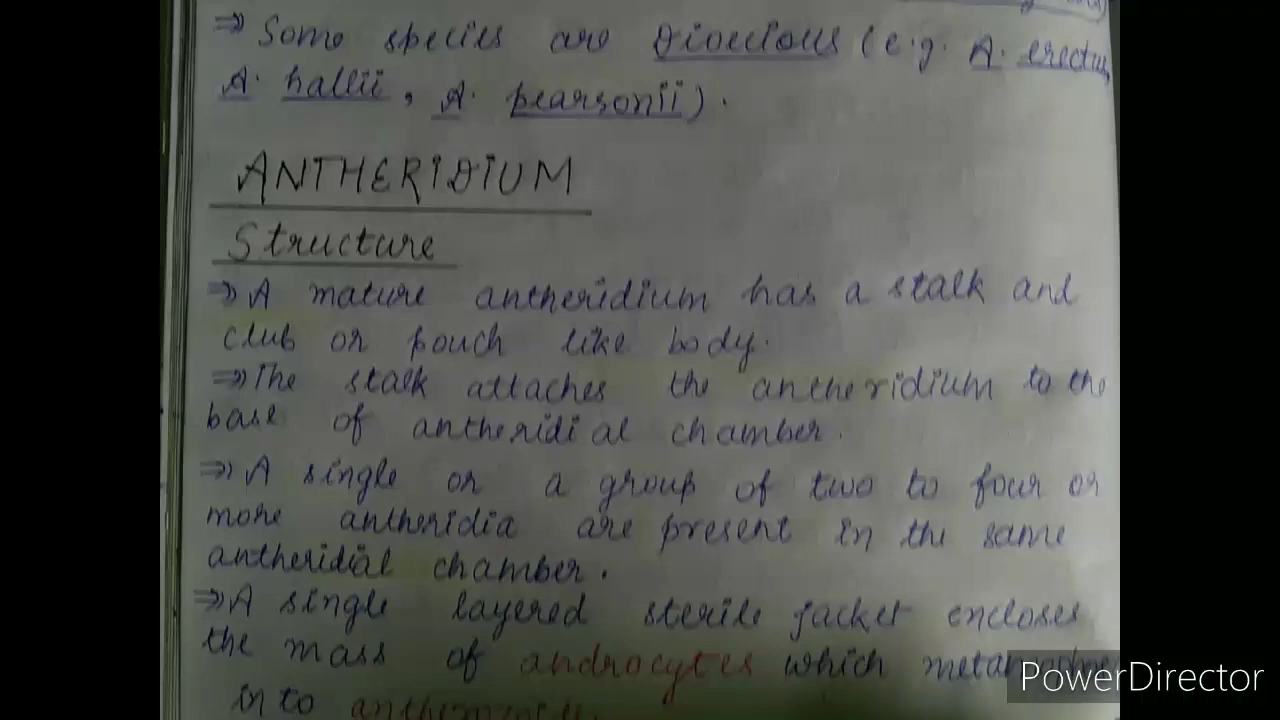 ⇒ Some species are Dioecious (e.g. A. erectus,
A. hallii, A. pearsonii).
ANTHERIDIUM
Structure
⇒ A mature antheridium has a stalk and
club or pouch like body.
⇒ The stalk attaches the antheridium to the
base of antheridial chamber.
⇒ A single or a group of two to four or
more antheridia are present in the same
antheridial chamber.
⇒ A single layered sterile jacket encloses
the mass of androcytes which
into
PowerDirector